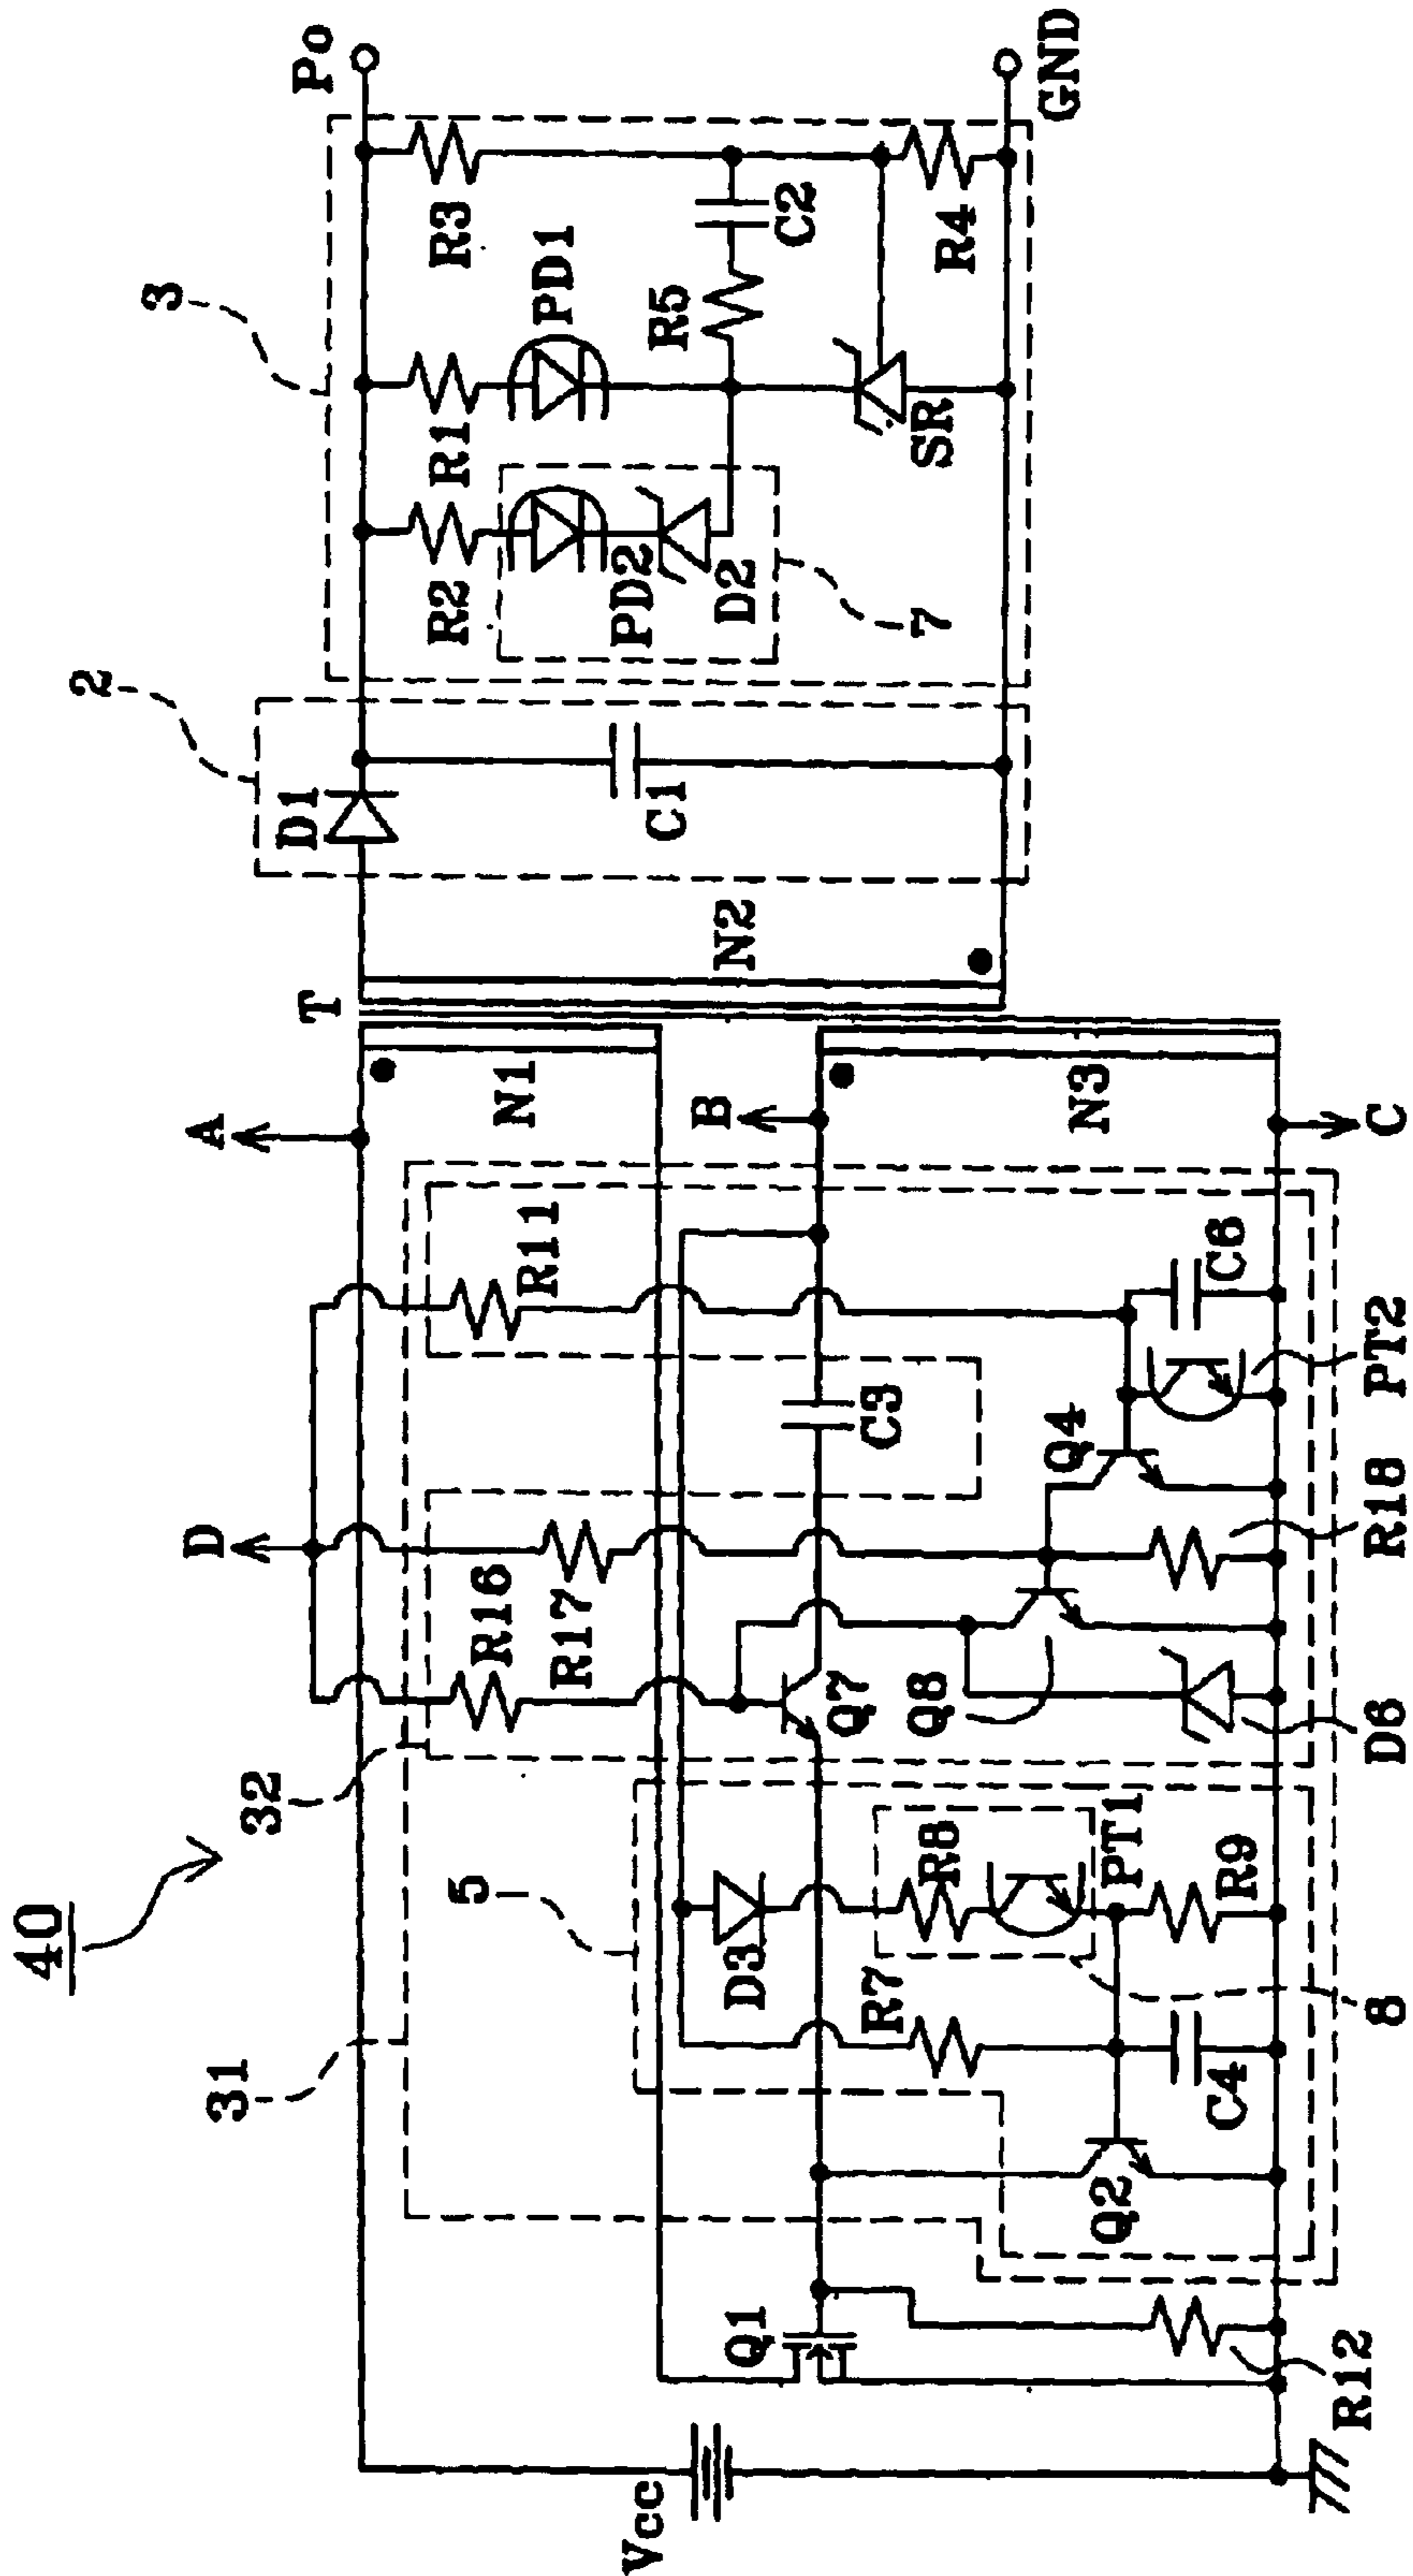 40
31
32
5
Vcc
Q1
R12
Q2
C4
R7
D3
R8
PT1
R9
8
D6
Q8
Q7
R16
R17
D
R18
Q4
PT2
C6
C3
R11
A
B
C
N1
N3
T
N2
2
D1
C1
3
R2
PD2
D2
7
R1
PD1
R5
SR
C2
R3
R4
Po
GND